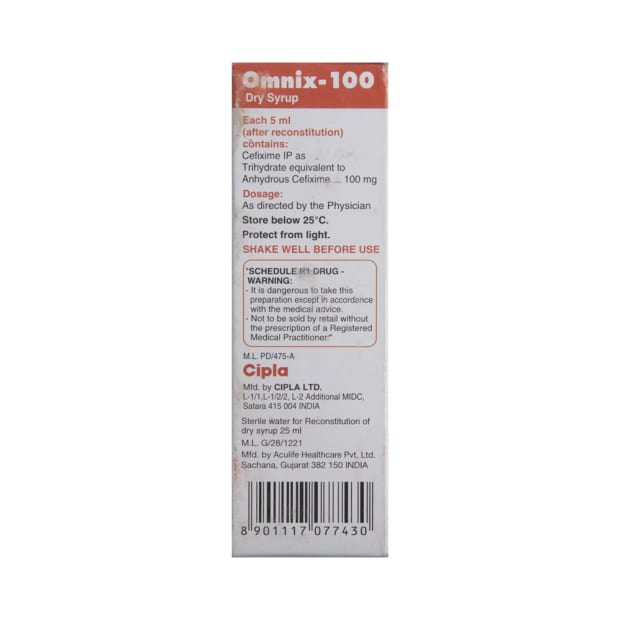 Omnix-100
Dry Syrup
Each 5 ml
(after reconstitution)
contains:
Cefixime IP as
Trihydrate equivalent to
Anhydrous Cefixime ... 100 mg
Dosage:
As directed by the Physician
Store below 25°C.
Protect from light.
SHAKE WELL BEFORE USE
"SCHEDULE H1 DRUG -
WARNING:
- It is dangerous to take this
preparation except in accordance
with the medical advice.
- Not to be sold by retail without
the prescription of a Registered
Medical Practitioner."
M.L. PD/475-A
Cipla
Mfd. by CIPLA LTD.
L-1/1,L-1/2/2, L-2 Additional MIDC,
Satara 415 004 INDIA
Sterile water for Reconstitution of
dry syrup 25 ml
M.L. G/28/1221
Mfd. by Aculife Healthcare Pvt. Ltd.
Sachana, Gujarat 382 150 INDIA
8 901117 077430